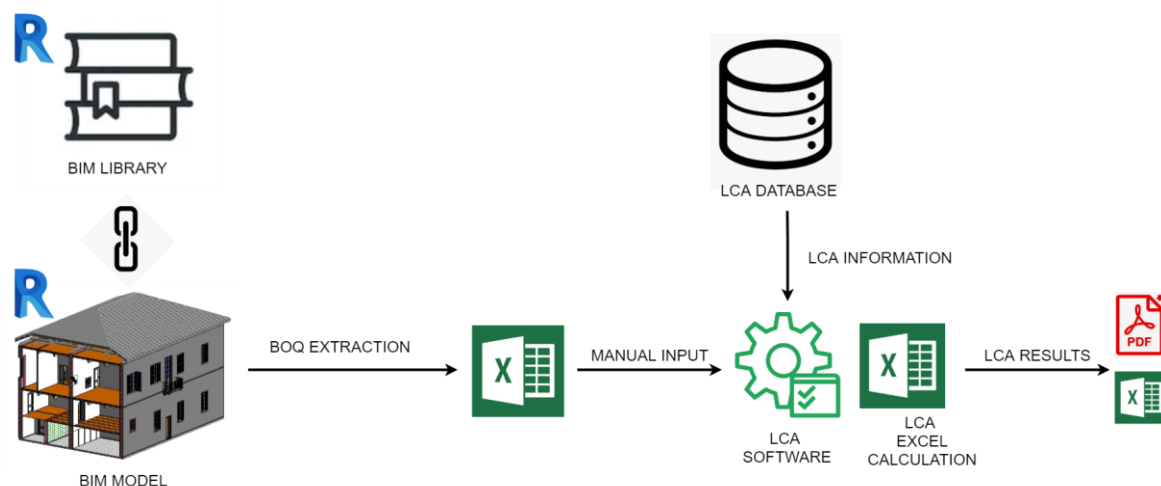 R
BIM LIBRARY
LCA DATABASE
LCA INFORMATION
R
BOQ EXTRACTION
X
MANUAL INPUT
X
LCA RESULTS
PDF
X
LCA
SOFTWARE
LCA
EXCEL
CALCULATION
BIM MODEL